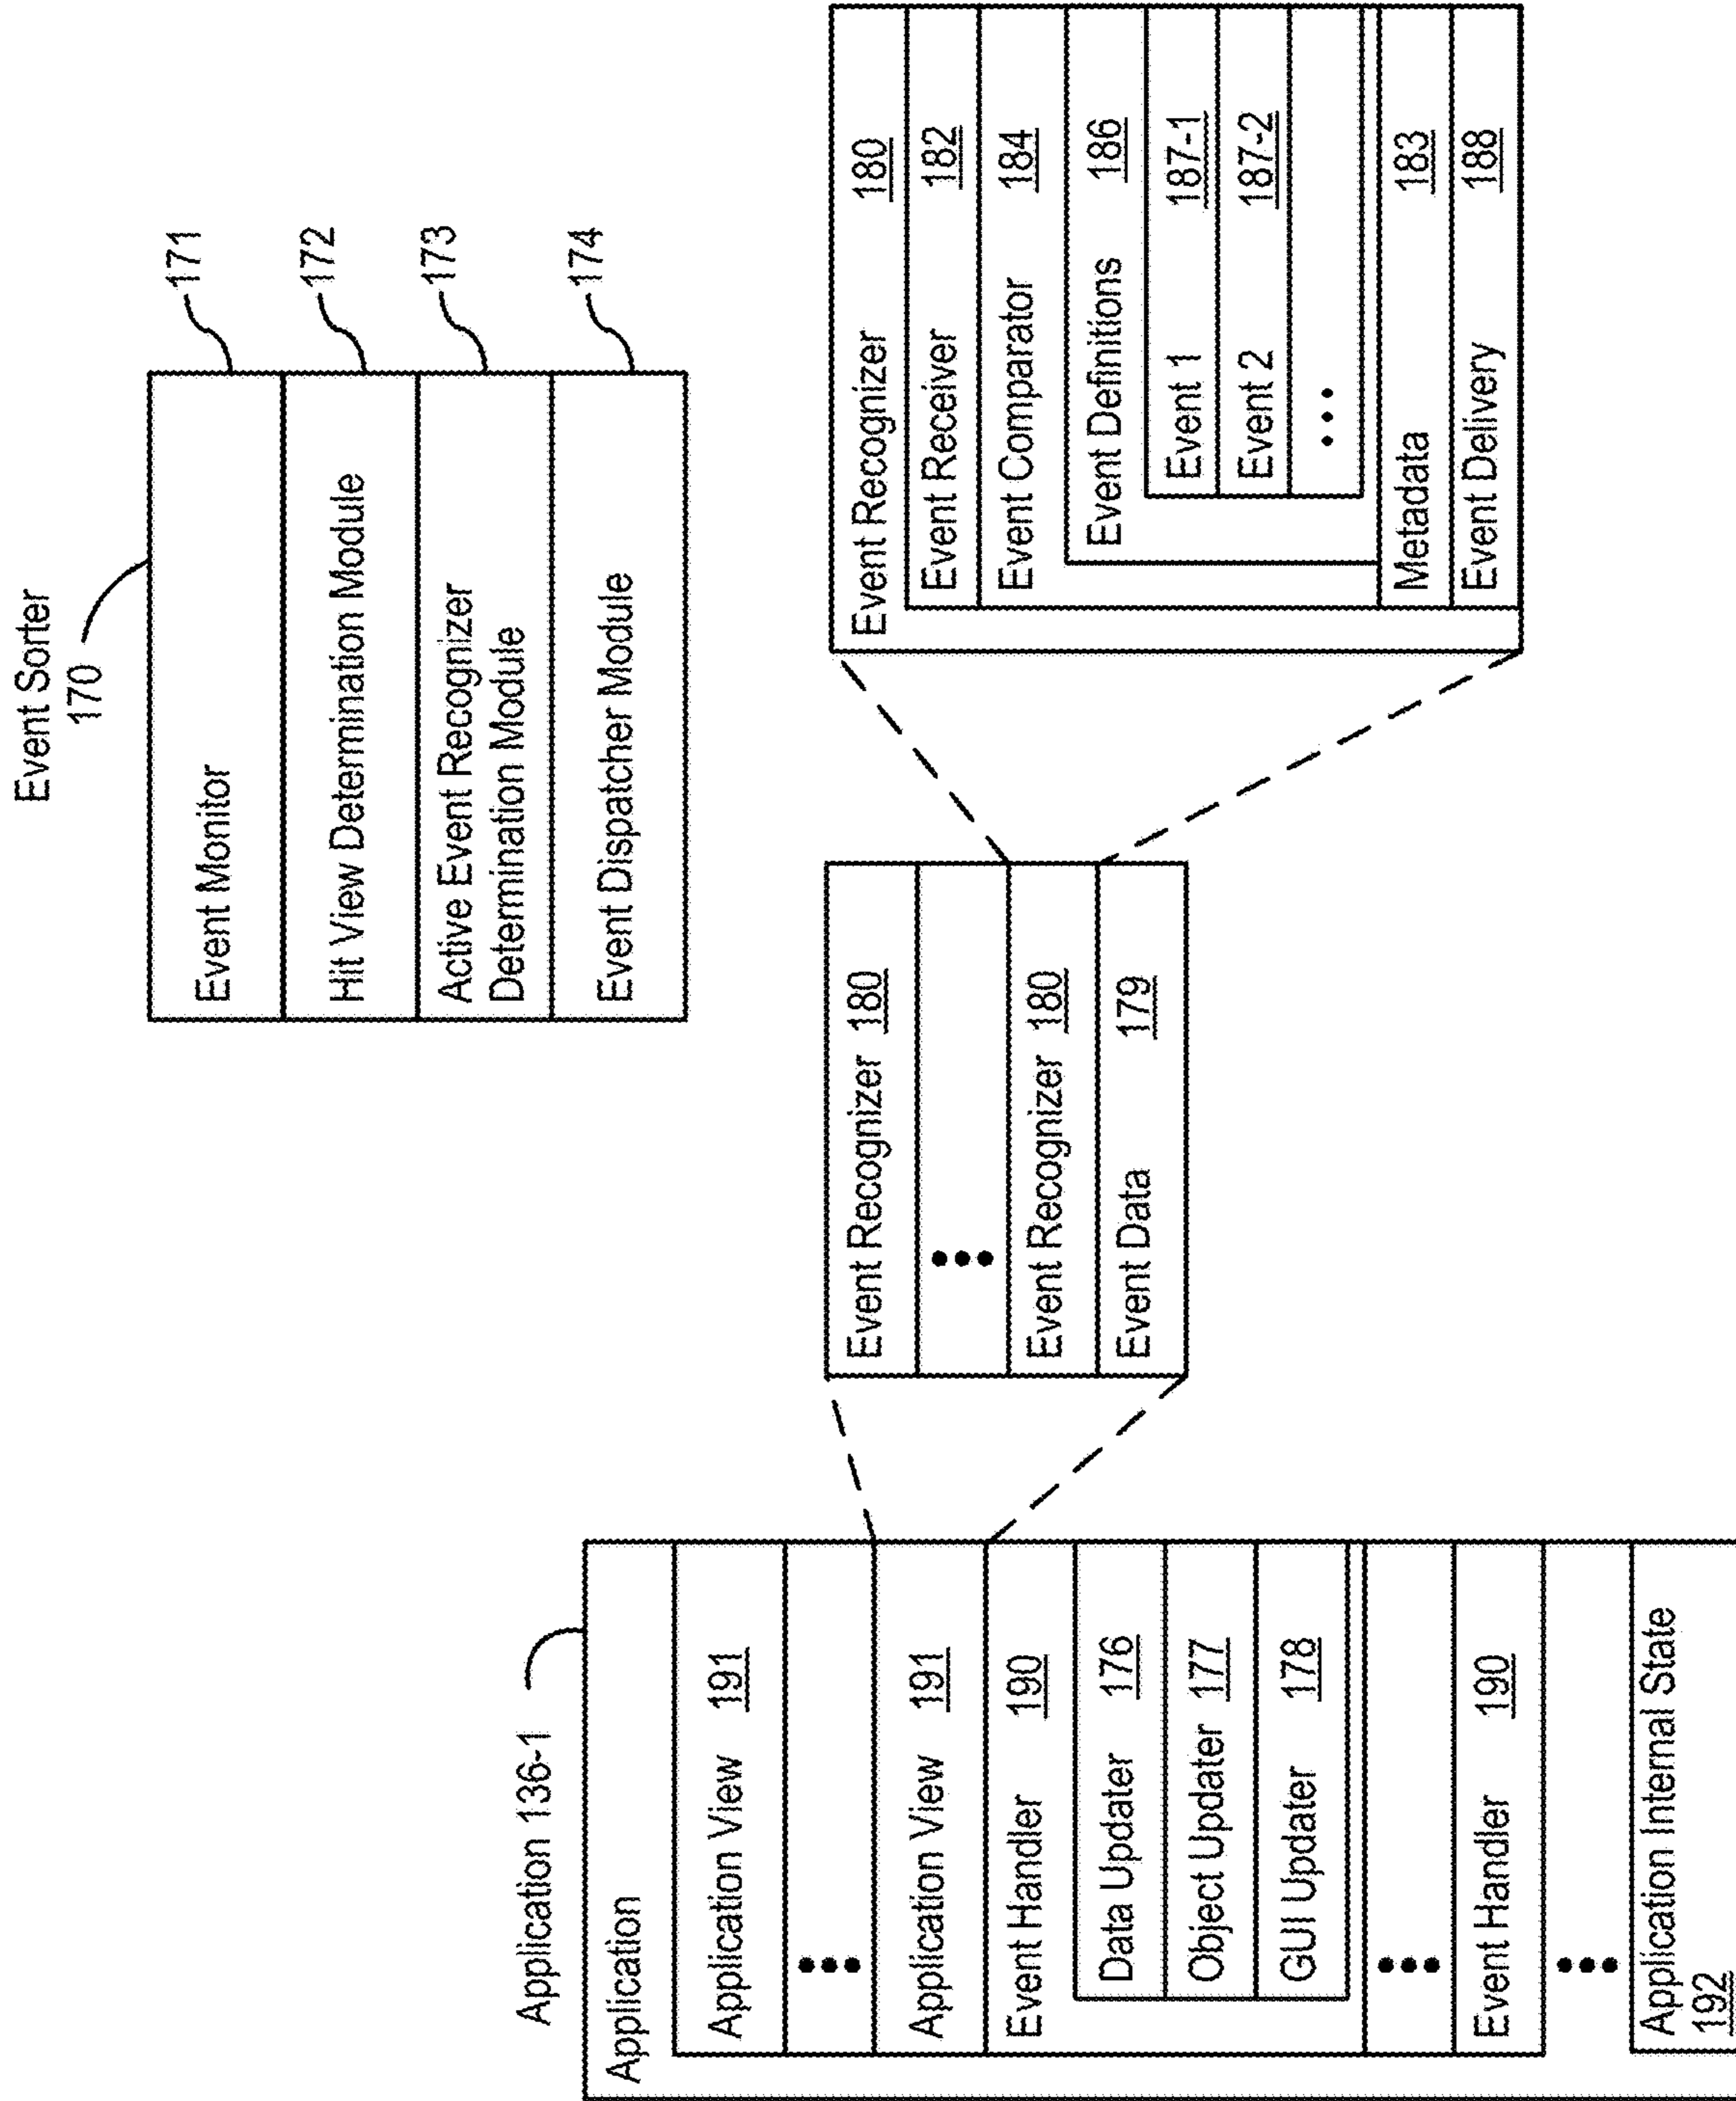 Event Sorter
170
Event Monitor
171
Hit View Determination Module
172
Active Event Recognizer
Determination Module
173
Event Dispatcher Module
174
Application 136-1
Application
Application View 191
•••
Application View 191
Event Handler 190
Data Updater 176
Object Updater 177
GUI Updater 178
•••
Event Handler 190
•••
Application Internal State
192
Event Recognizer 180
•••
Event Recognizer 180
Event Data 179
Event Recognizer 180
Event Receiver 182
Event Comparator 184
Event Definitions 186
Event 1 187-1
Event 2 187-2
•••
Metadata 183
Event Delivery 188